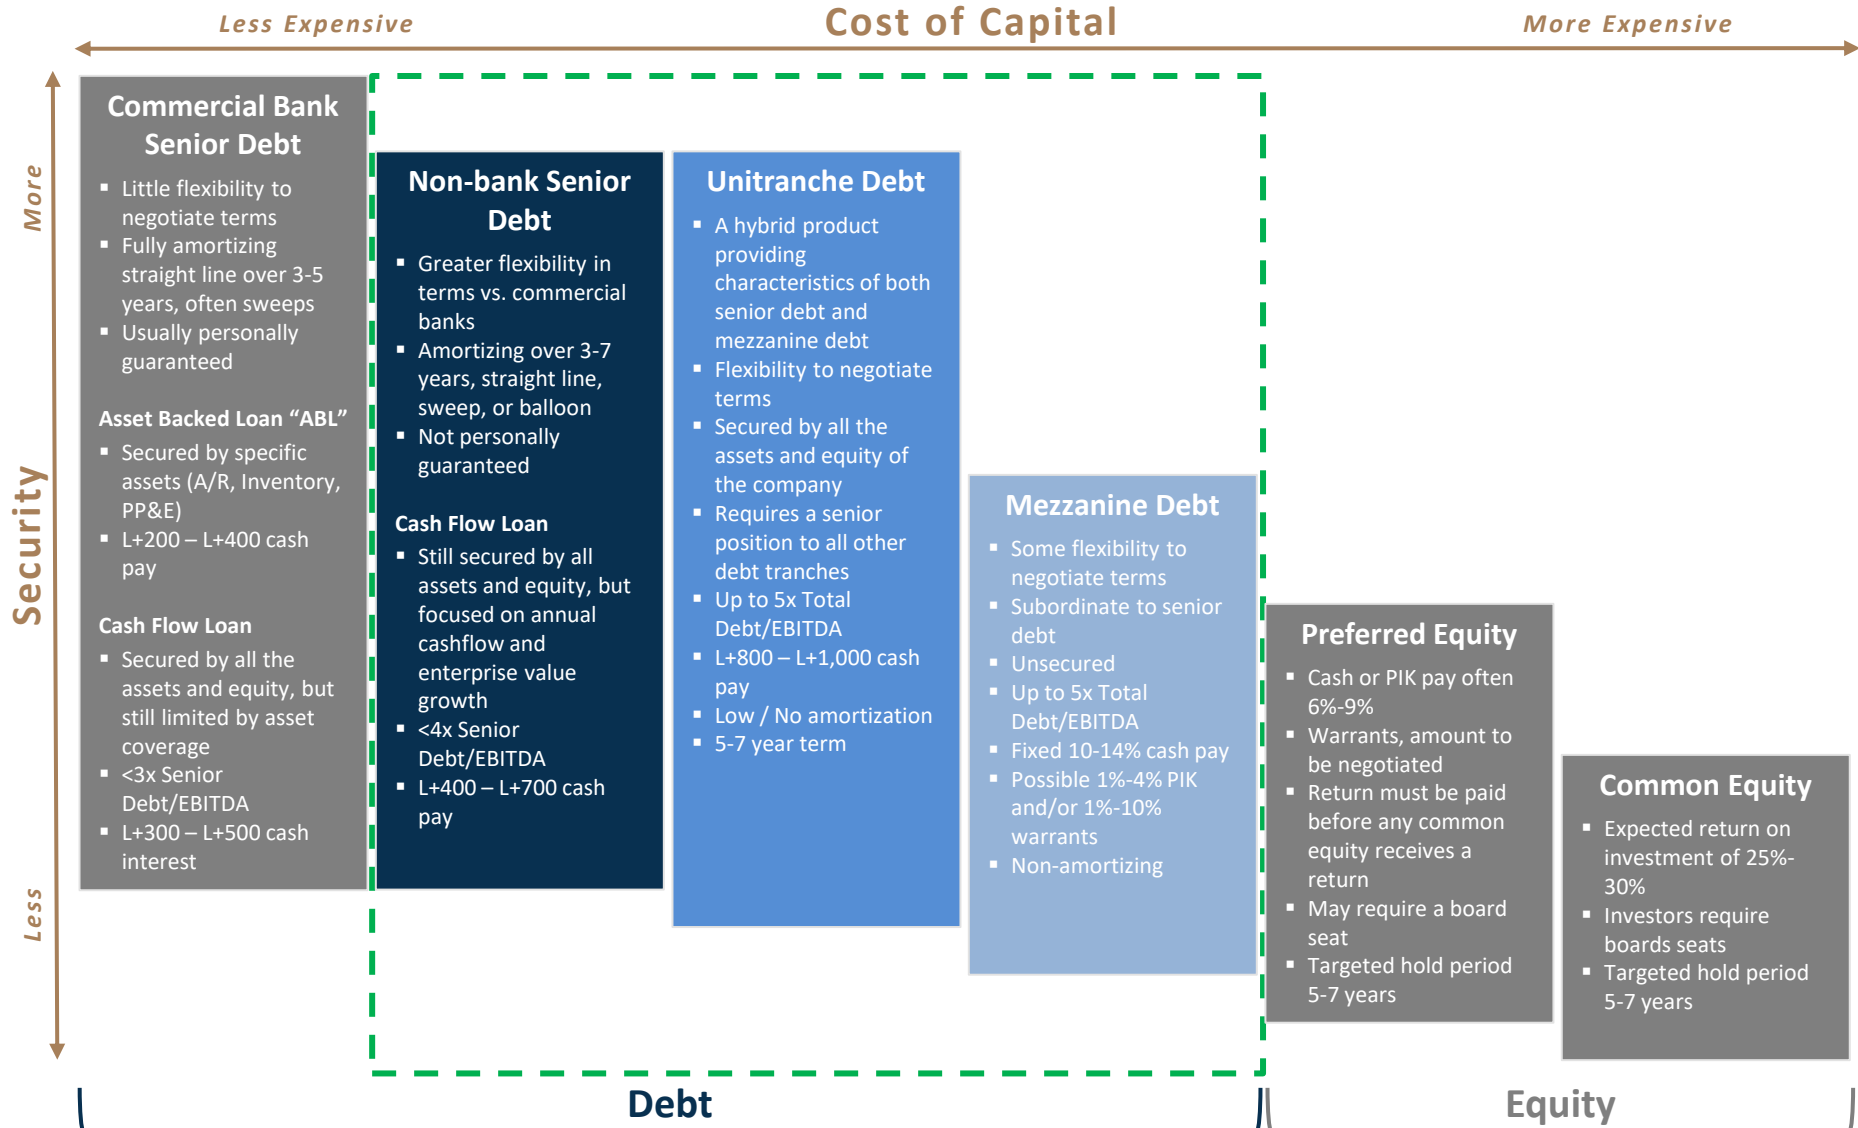 Less Expensive
Cost of Capital
More Expensive
Security
More
Less
Commercial Bank
Senior Debt
▪ Little flexibility to
negotiate terms
▪ Fully amortizing
straight line over 3-5
years, often sweeps
▪ Usually personally
guaranteed
Asset Backed Loan “ABL”
▪ Secured by specific
assets (A/R, Inventory,
PP&E)
▪ L+200 – L+400 cash
pay
Cash Flow Loan
▪ Secured by all the
assets and equity, but
still limited by asset
coverage
▪ <3x Senior
Debt/EBITDA
▪ L+300 – L+500 cash
interest
Non-bank Senior
Debt
▪ Greater flexibility in
terms vs. commercial
banks
▪ Amortizing over 3-7
years, straight line,
sweep, or balloon
▪ Not personally
guaranteed
Cash Flow Loan
▪ Still secured by all
assets and equity, but
focused on annual
cashflow and
enterprise value
growth
▪ <4x Senior
Debt/EBITDA
▪ L+400 – L+700 cash
pay
Unitranche Debt
▪ A hybrid product
providing
characteristics of both
senior debt and
mezzanine debt
▪ Flexibility to negotiate
terms
▪ Secured by all the
assets and equity of
the company
▪ Requires a senior
position to all other
debt tranches
▪ Up to 5x Total
Debt/EBITDA
▪ L+800 – L+1,000 cash
pay
▪ Low / No amortization
▪ 5-7 year term
Mezzanine Debt
▪ Some flexibility to
negotiate terms
▪ Subordinate to senior
debt
▪ Unsecured
▪ Up to 5x Total
Debt/EBITDA
▪ Fixed 10-14% cash pay
▪ Possible 1%-4% PIK
and/or 1%-10%
warrants
▪ Non-amortizing
Preferred Equity
▪ Cash or PIK pay often
6%-9%
▪ Warrants, amount to
be negotiated
▪ Return must be paid
before any common
equity receives a
return
▪ May require a board
seat
▪ Targeted hold period
5-7 years
Common Equity
▪ Expected return on
investment of 25%-
30%
▪ Investors require
boards seats
▪ Targeted hold period
5-7 years
Debt
Equity